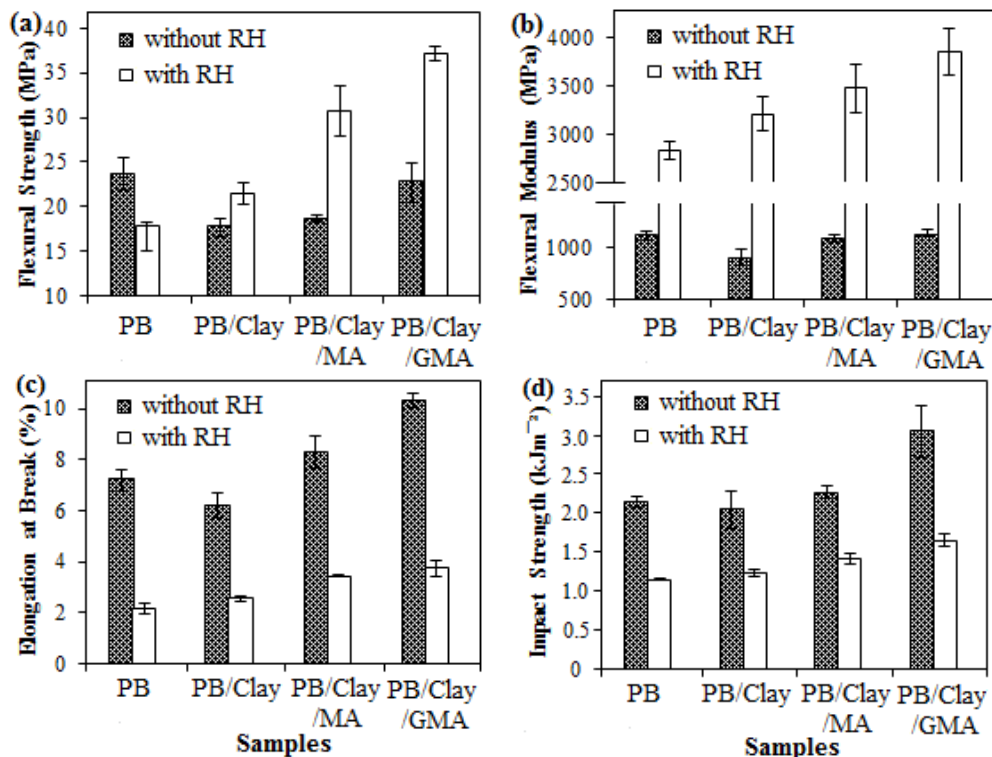 (a)
without RH
with RH
Flexural Strength (MPa)
40
35
30
25
20
15
10
PB
PB/Clay
PB/Clay
/MA
PB/Clay
/GMA
(b)
without RH
with RH
Flexural Modulus (MPa)
4000
3500
3000
2500
1000
500
PB
PB/Clay
PB/Clay
/MA
PB/Clay
/GMA
(c)
without RH
with RH
Elongation at Break (%)
10
8
6
4
2
0
PB
PB/Clay
PB/Clay
/MA
PB/Clay
/GMA
Samples
(d)
without RH
with RH
Impact Strength (kJm⁻²)
3.5
3.0
2.5
2.0
1.5
1.0
0.5
0
PB
PB/Clay
PB/Clay
/MA
PB/Clay
/GMA
Samples